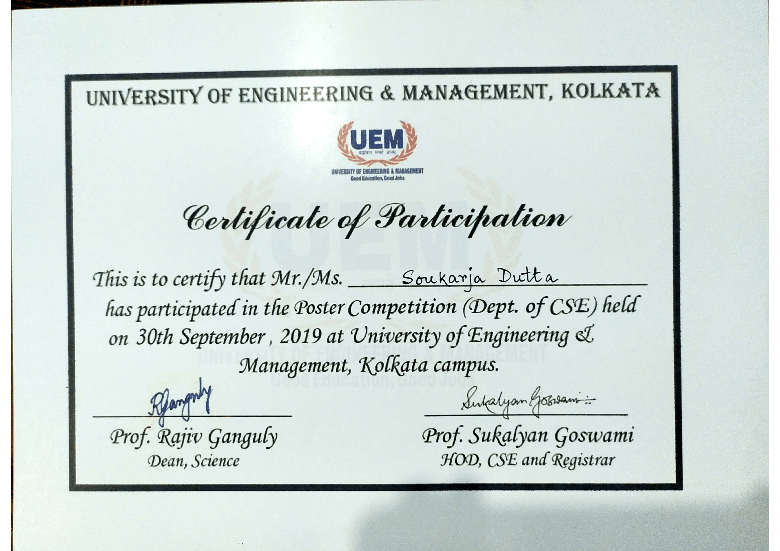 UNIVERSITY OF ENGINEERING & MANAGEMENT, KOLKATA
UEM
UNIVERSITY OF ENGINEERING & MANAGEMENT
Good Education, Good Jobs
Certificate of Participation
This is to certify that Mr./Ms. Soukarja Dutta
has participated in the Poster Competition (Dept. of CSE) held
on 30th September, 2019 at University of Engineering &
Management, Kolkata campus.
RGanguly
Sukalyan Goswami
Prof. Rajiv Ganguly
Prof. Sukalyan Goswami
Dean, Science
HOD, CSE and Registrar